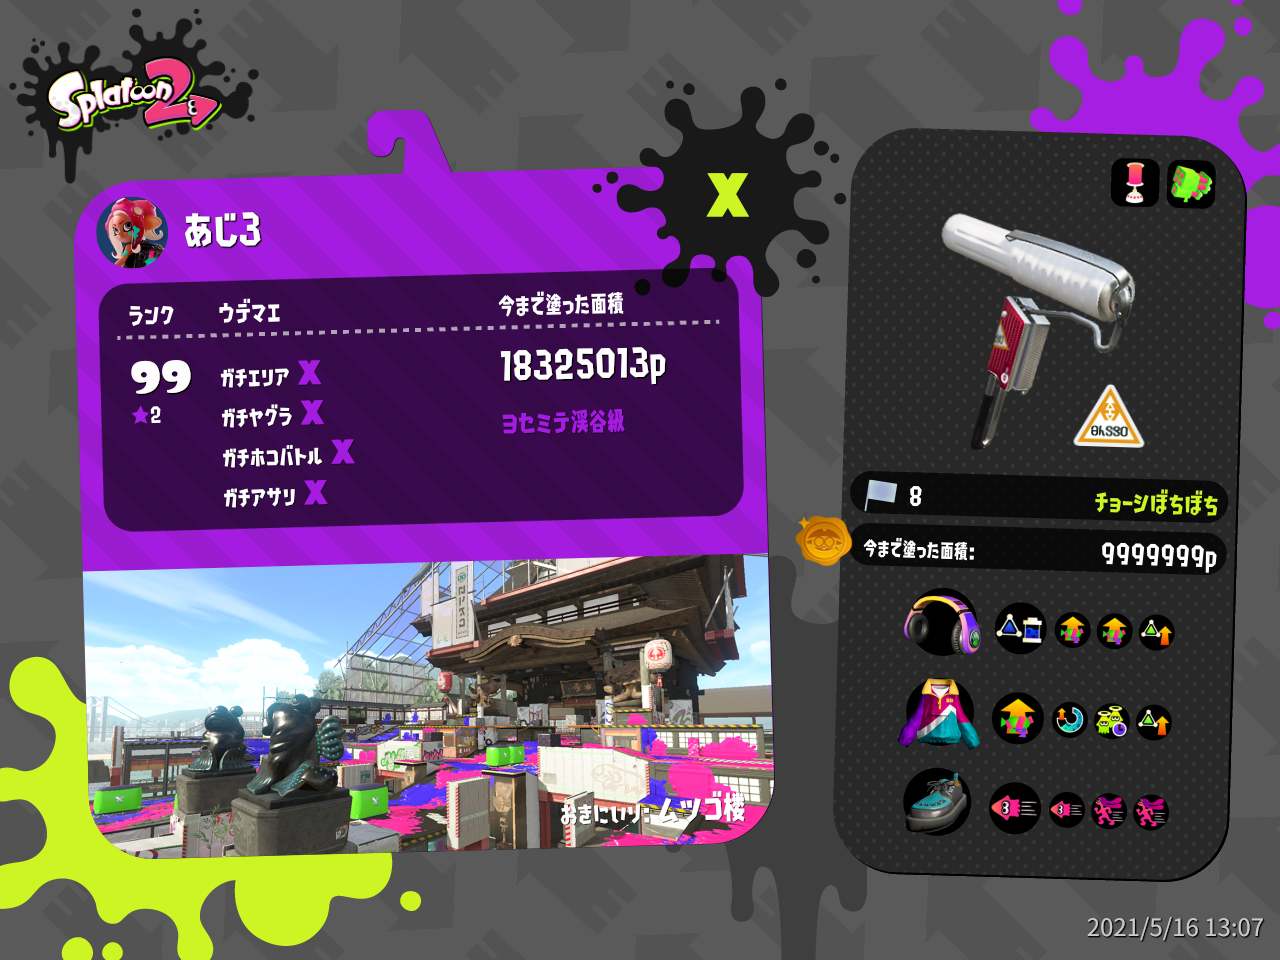 Splatoon2
X
あじ3
ランク ウデマエ 今まで塗った面積
99 ガチエリア X 18325013p
★2 ガチヤグラ X ヨセミテ渓谷級
ガチホコバトル X
ガチアサリ X
おきにいり: ムツゴ楼
8 チョーシぼちぼち
今まで塗った面積: 9999999p
2021/5/16 13:07